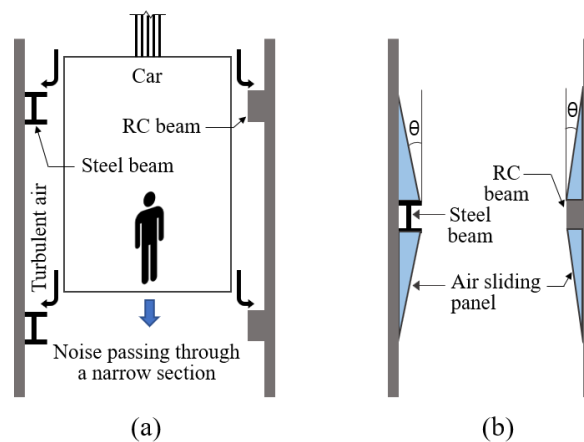 Car
RC beam
Steel beam
Turbulent air
Noise passing through
a narrow section
(a)
θ
θ
RC
beam
Steel
beam
Air sliding
panel
(b)